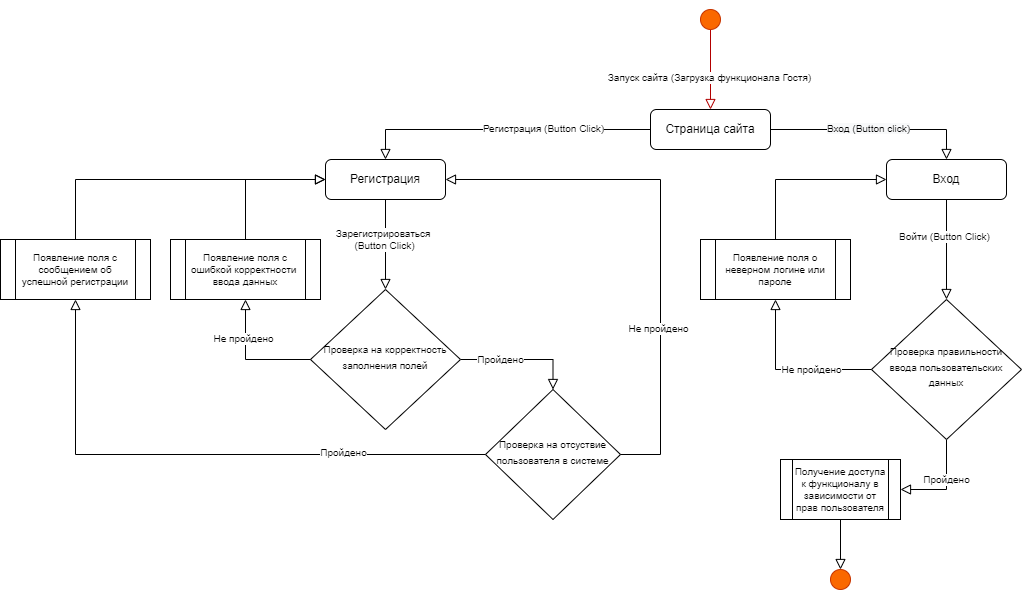 Запуск сайта (Загрузка функционала Гостя)
Регистрация (Button Click)
Страница сайта
Вход (Button click)
Регистрация
Вход
Зарегистрироваться
(Button Click)
Войти (Button Click)
Появление поля с
сообщением об
успешной регистрации
Появление поля с
ошибкой корректности
ввода данных
Появление поля о
неверном логине или
пароле
Не пройдено
Не пройдено
Проверка на корректность
заполнения полей
Пройдено
Не пройдено
Проверка правильности
ввода пользовательских
данных
Проверка на отсуствие
пользователя в системе
Пройдено
Пройдено
Получение доступа
к функционалу в
зависимости от
прав пользователя